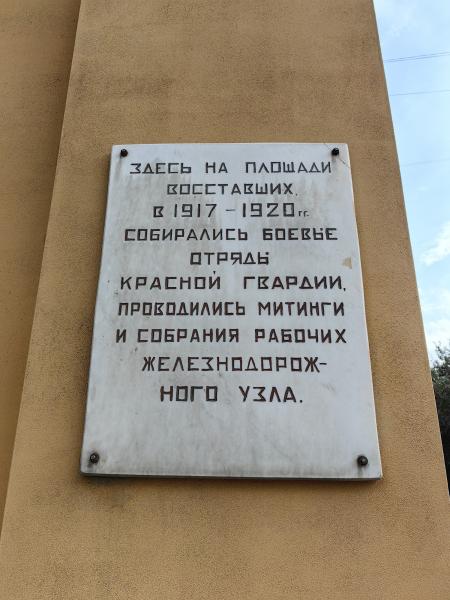 ЗДЕСЬ НА ПЛОЩАДИ
ВОССТАВШИХ,
В 1917-1920 гг.
СОБИРАЛИСЬ БОЕВЫЕ
ОТРЯДЫ
КРАСНОЙ ГВАРДИИ,
ПРОВОДИЛИСЬ МИТИНГИ
И СОБРАНИЯ РАБОЧИХ
ЖЕЛЕЗНОДОРОЖ-
НОГО УЗЛА.